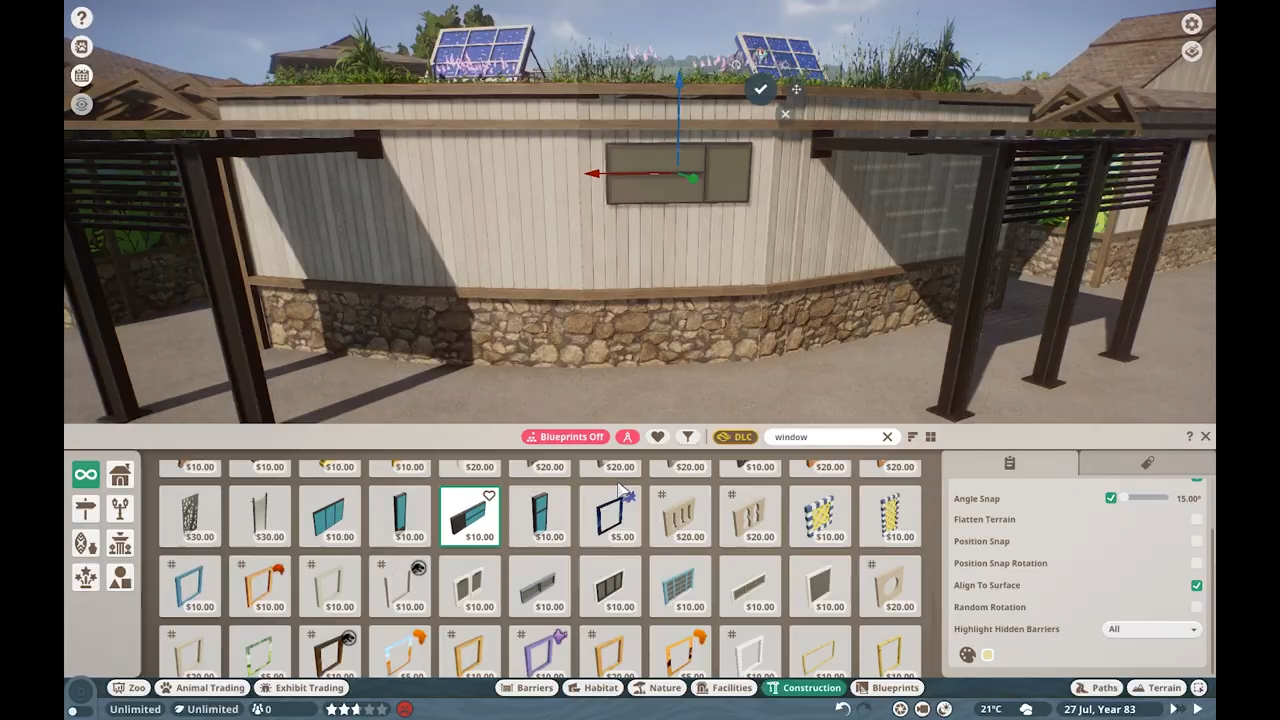 ?
Blueprints Off
DLC
window
?
$10.00 $10.00 $10.00 $10.00 $20.00 $20.00 $20.00 $20.00 $20.00 $20.00 $20.00
$30.00 $30.00 $10.00 $10.00 $10.00 $10.00 $5.00 $20.00 $20.00 $10.00 $10.00
$10.00 $10.00 $10.00 $10.00 $10.00 $10.00 $10.00 $10.00 $10.00 $10.00 $20.00
Angle Snap 15.00°
Flatten Terrain
Position Snap
Position Snap Rotation
Align To Surface
Random Rotation
Highlight Hidden Barriers All
Zoo Animal Trading Exhibit Trading Barriers Habitat Nature Facilities Construction Blueprints Paths Terrain
Unlimited Unlimited 0 21°C 27 Jul, Year 83